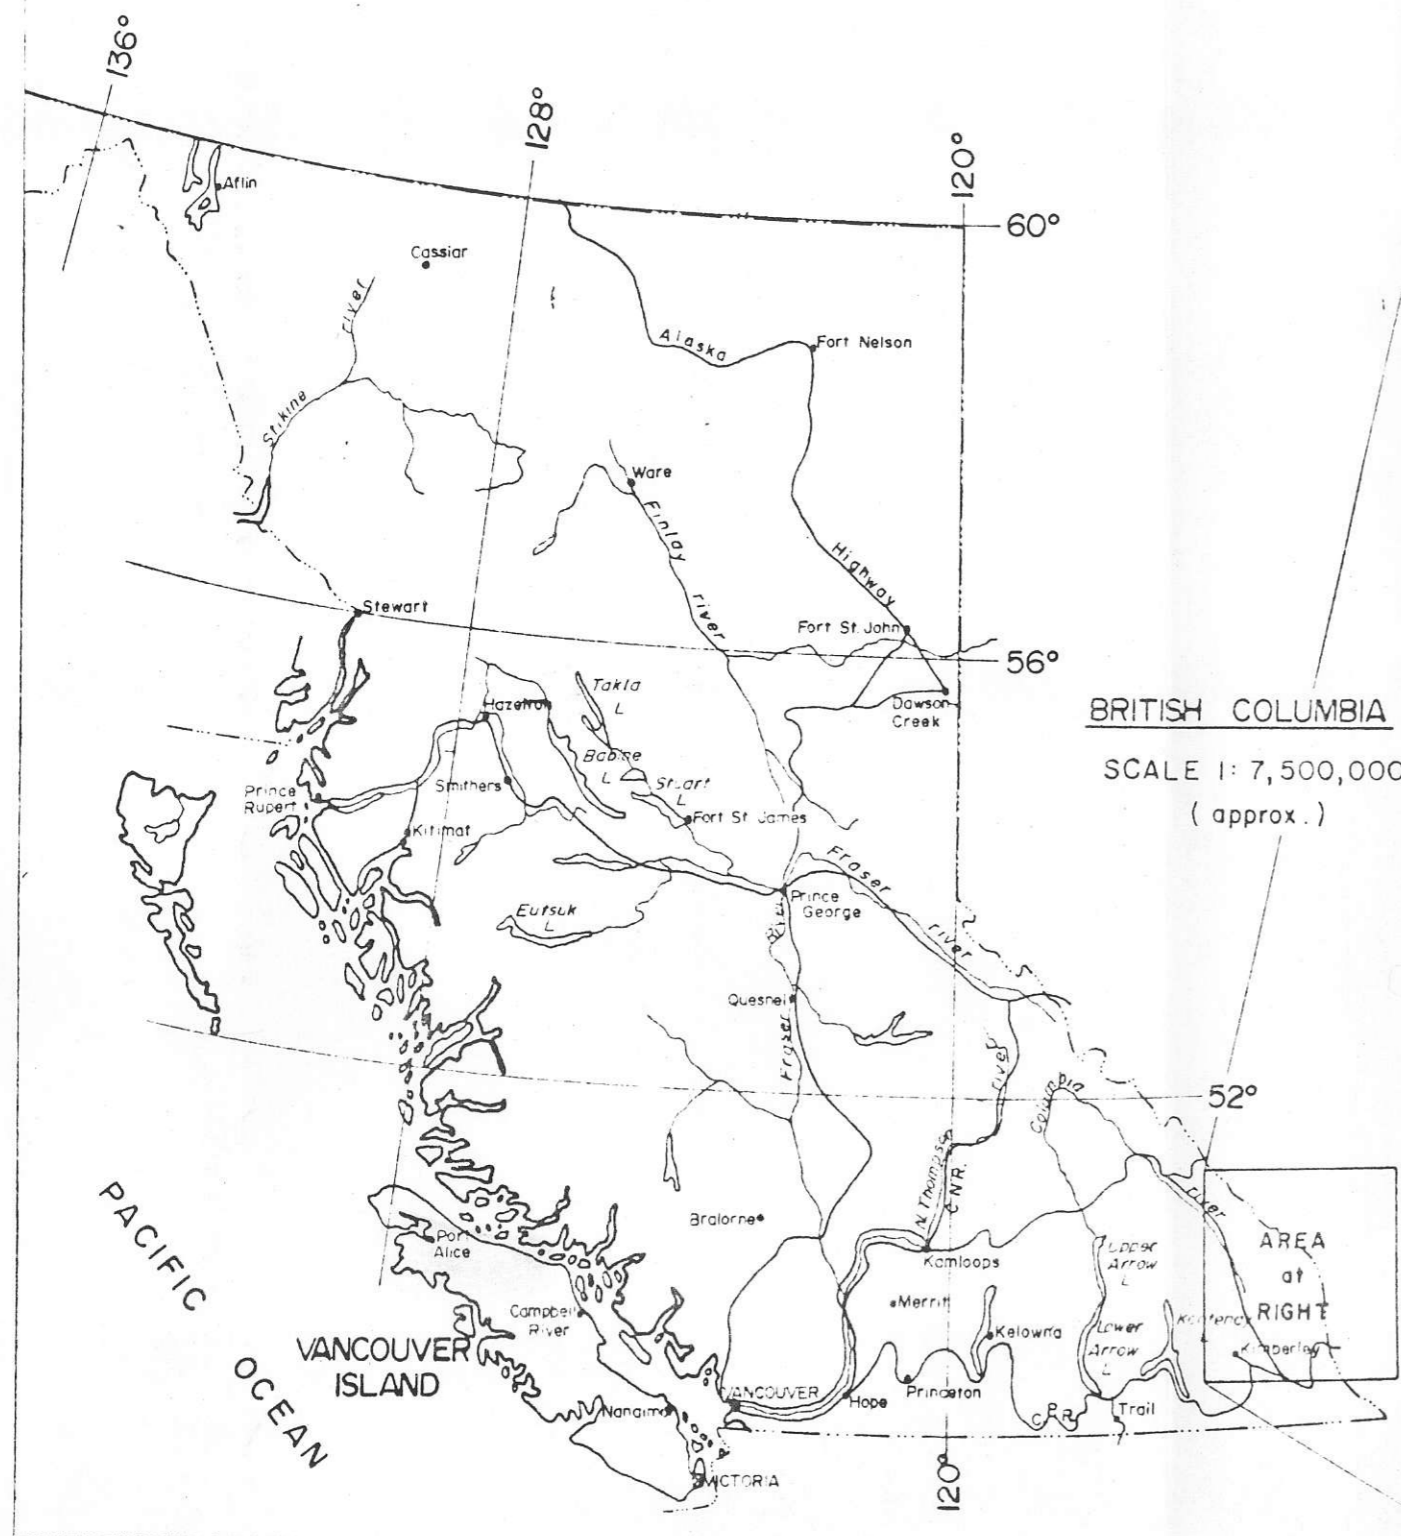 136°
128°
120°
60°
Atlin
Cassiar
river
Stikine
Alaska
Fort Nelson
Ware
Finlay
river
Highway
Fort St. John
56°
Stewart
Dawson
Creek
BRITISH COLUMBIA
SCALE 1: 7,500,000
( approx. )
Takla
L
Hazelton
Babine
L
Smithers
Stuart
L
Fort St James
Prince
Rupert
Kitimat
Eutsuk
L
Prince
George
Fraser
river
Quesnel
Fraser
river
52°
Columbia
river
N. Thompson
C.N.R.
Bralorne
Kamloops
Upper
Arrow
L
AREA
at
RIGHT
Port
Alice
Merritt
Campbell
River
Kelowna
Lower
Arrow
L
Kootenay
Kimberley
PACIFIC
OCEAN
VANCOUVER
ISLAND
VANCOUVER
Hope
Princeton
C.P.R.
Trail
Nanaimo
VICTORIA
120°